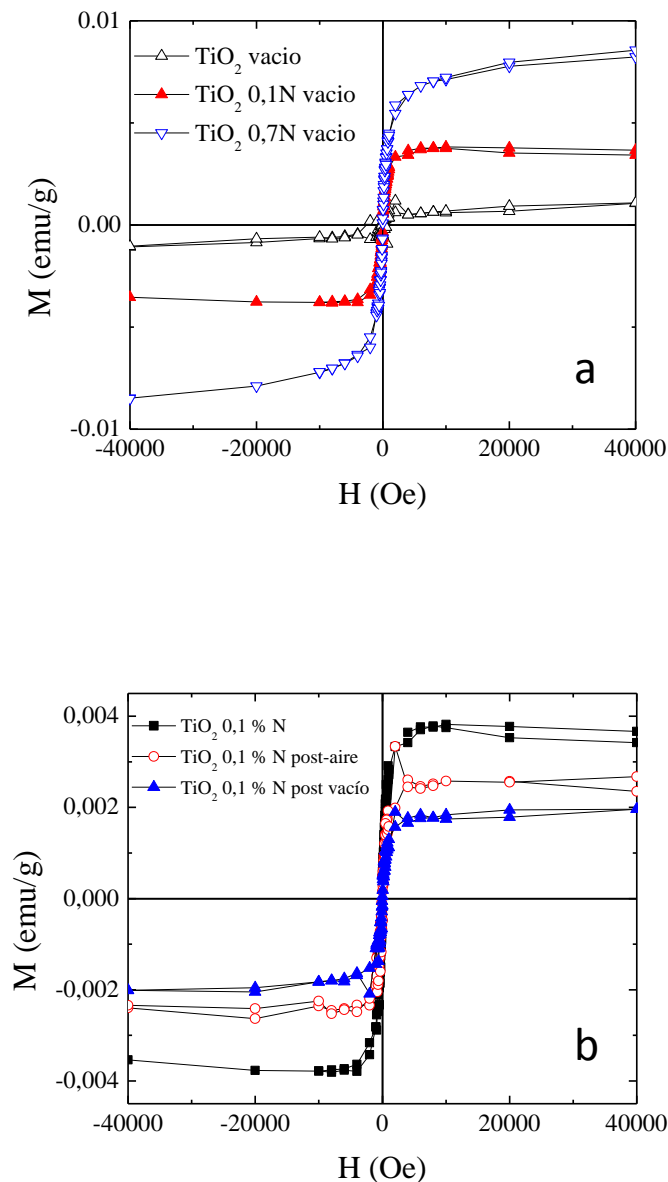 0.01
TiO2 vacio
TiO2 0,1N vacio
TiO2 0,7N vacio
0.00
M (emu/g)
a
-0.01
-40000 -20000 0 20000 40000
H (Oe)
0,004
TiO2 0,1 % N
TiO2 0,1 % N post-aire
TiO2 0,1 % N post vacío
0,002
0,000
M (emu/g)
-0,002
b
-0,004
-40000 -20000 0 20000 40000
H (Oe)